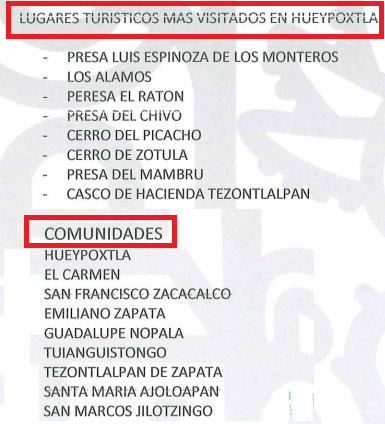 LUGARES TURISTICOS MAS VISITADOS EN HUEYPOXTLA
- PRESA LUIS ESPINOZA DE LOS MONTEROS
- LOS ALAMOS
- PERESA EL RATON
- PRESA DEL CHIVO
- CERRO DEL PICACHO
- CERRO DE ZOTULA
- PRESA DEL MAMBRU
- CASCO DE HACIENDA TEZONTLALPAN
COMUNIDADES
HUEYPOXTLA
EL CARMEN
SAN FRANCISCO ZACACALCO
EMILIANO ZAPATA
GUADALUPE NOPALA
TUIANGUISTONGO
TEZONTLALPAN DE ZAPATA
SANTA MARIA AJOLOAPAN
SAN MARCOS JILOTZINGO